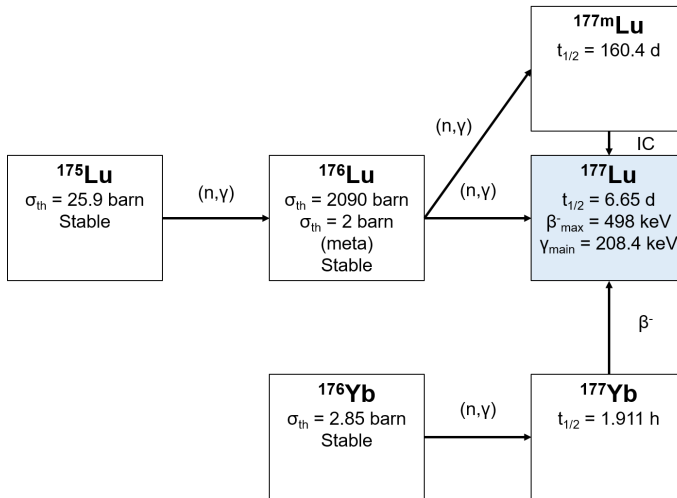 ¹⁷⁷ᵐLu
t₁/₂ = 160.4 d
(n,γ)
IC
¹⁷⁵Lu
σth = 25.9 barn
Stable
(n,γ)
¹⁷⁶Lu
σth = 2090 barn
σth = 2 barn
(meta)
Stable
(n,γ)
¹⁷⁷Lu
t₁/₂ = 6.65 d
β⁻max = 498 keV
γmain = 208.4 keV
β⁻
¹⁷⁶Yb
σth = 2.85 barn
Stable
(n,γ)
¹⁷⁷Yb
t₁/₂ = 1.911 h